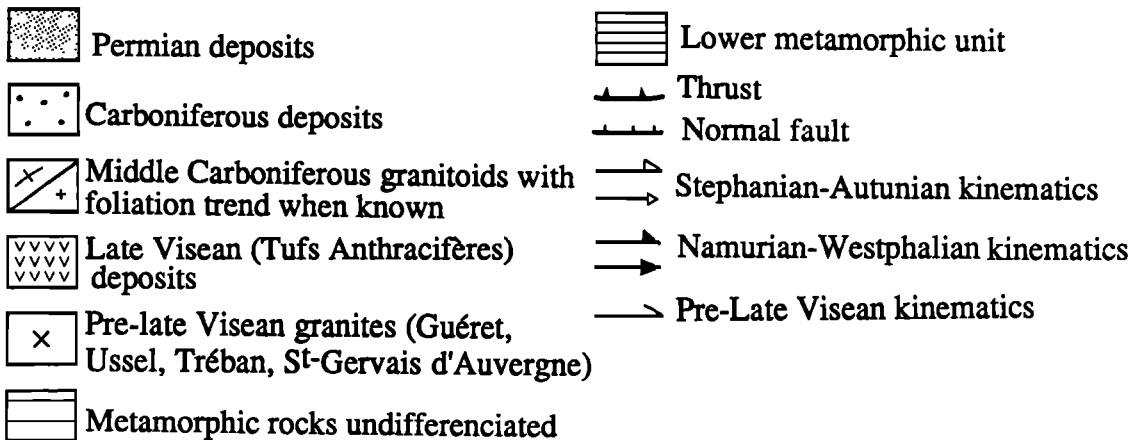 Permian deposits
Carboniferous deposits
Middle Carboniferous granitoids with
foliation trend when known
Late Visean (Tufs Anthracifères)
deposits
Pre-late Visean granites (Guéret,
Ussel, Tréban, St-Gervais d'Auvergne)
Metamorphic rocks undifferenciated
Lower metamorphic unit
Thrust
Normal fault
Stephanian-Autunian kinematics
Namurian-Westphalian kinematics
Pre-Late Visean kinematics